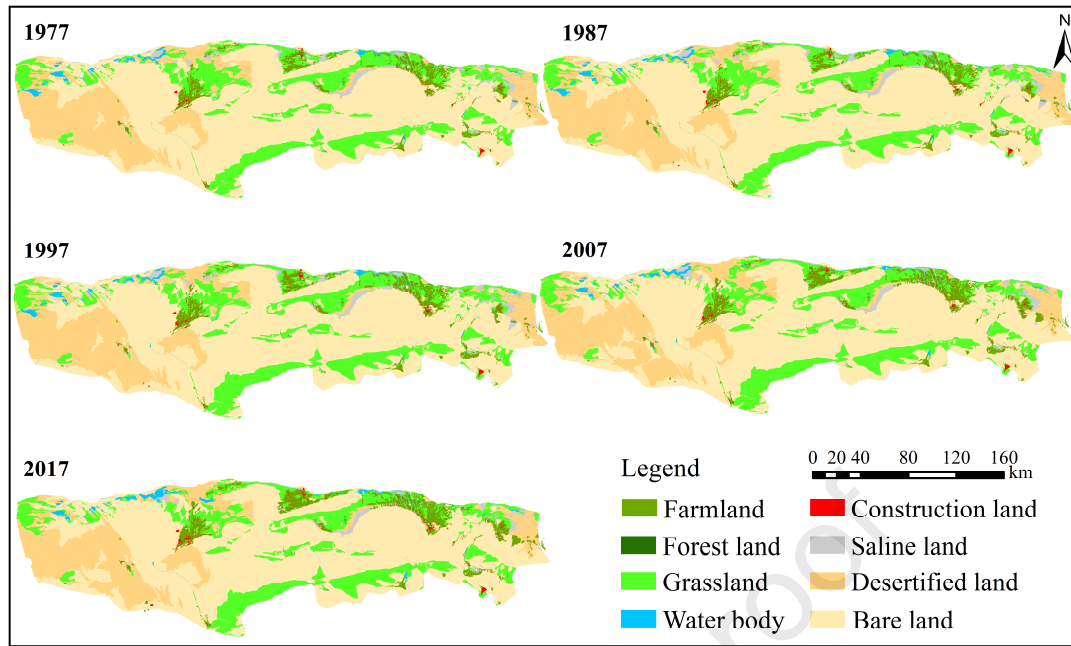 1977
1987
N
1997
2007
2017
Legend
0 20 40 80 120 160
km
Farmland
Construction land
Forest land
Saline land
Grassland
Desertified land
Water body
Bare land
roof